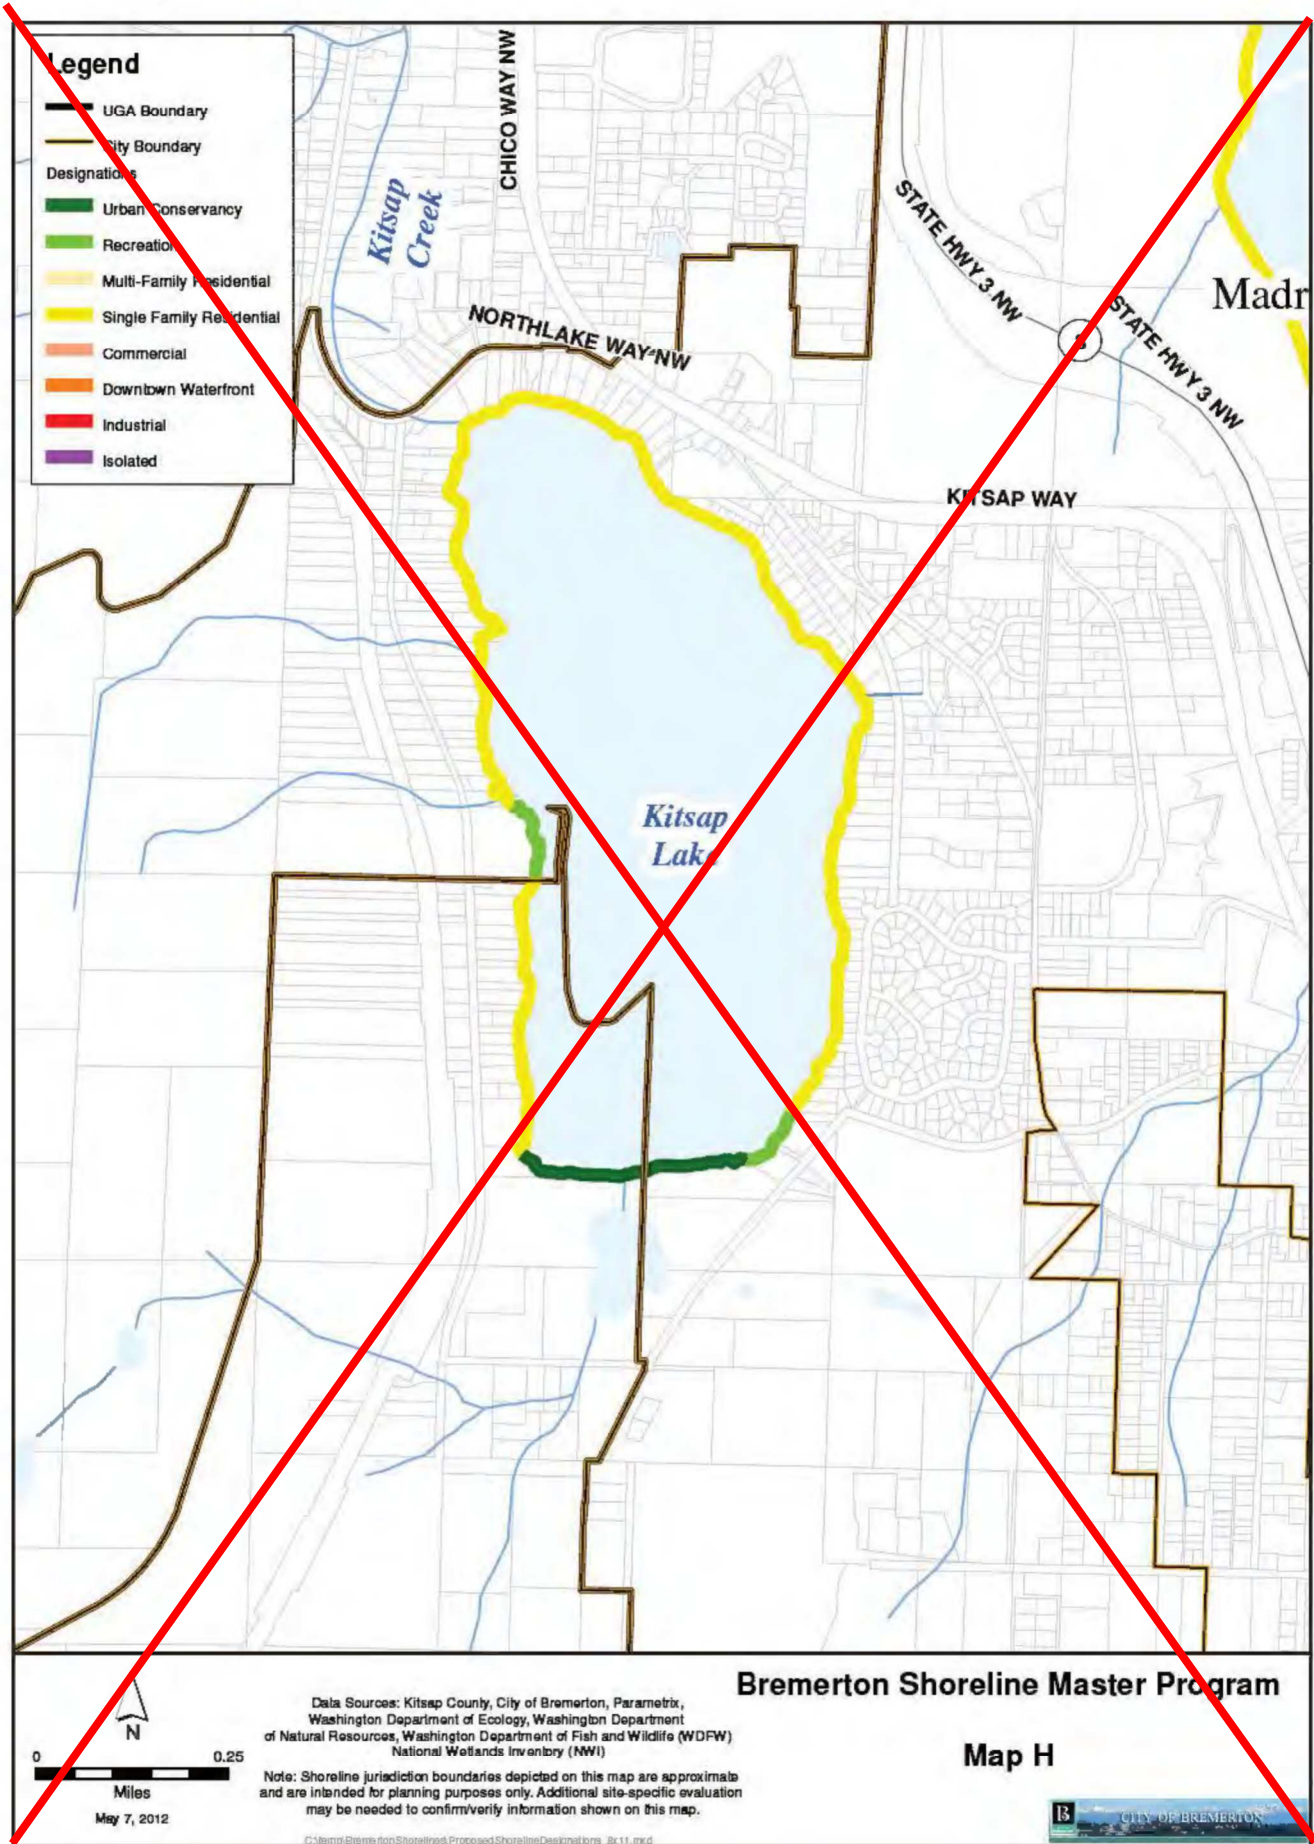 Legend
UGA Boundary
City Boundary
Designations
Urban Conservancy
Recreation
Multi-Family Residential
Single Family Residential
Commercial
Downtown Waterfront
Industrial
Isolated
Kitsap
Creek
CHICO WAY NW
NORTHLAKE WAY NW
STATE HWY 3 NW
3
STATE HWY 3 NW
Madr
KITSAP WAY
Kitsap
Lake
N
0 0.25
Miles
May 7, 2012
Data Sources: Kitsap County, City of Bremerton, Parametrix,
Washington Department of Ecology, Washington Department
of Natural Resources, Washington Department of Fish and Wildlife (WDFW)
National Wetlands Inventory (NWI)
Note: Shoreline jurisdiction boundaries depicted on this map are approximate
and are intended for planning purposes only. Additional site-specific evaluation
may be needed to confirm/verify information shown on this map.
Bremerton Shoreline Master Program
Map H
B
CITY OF BREMERTON